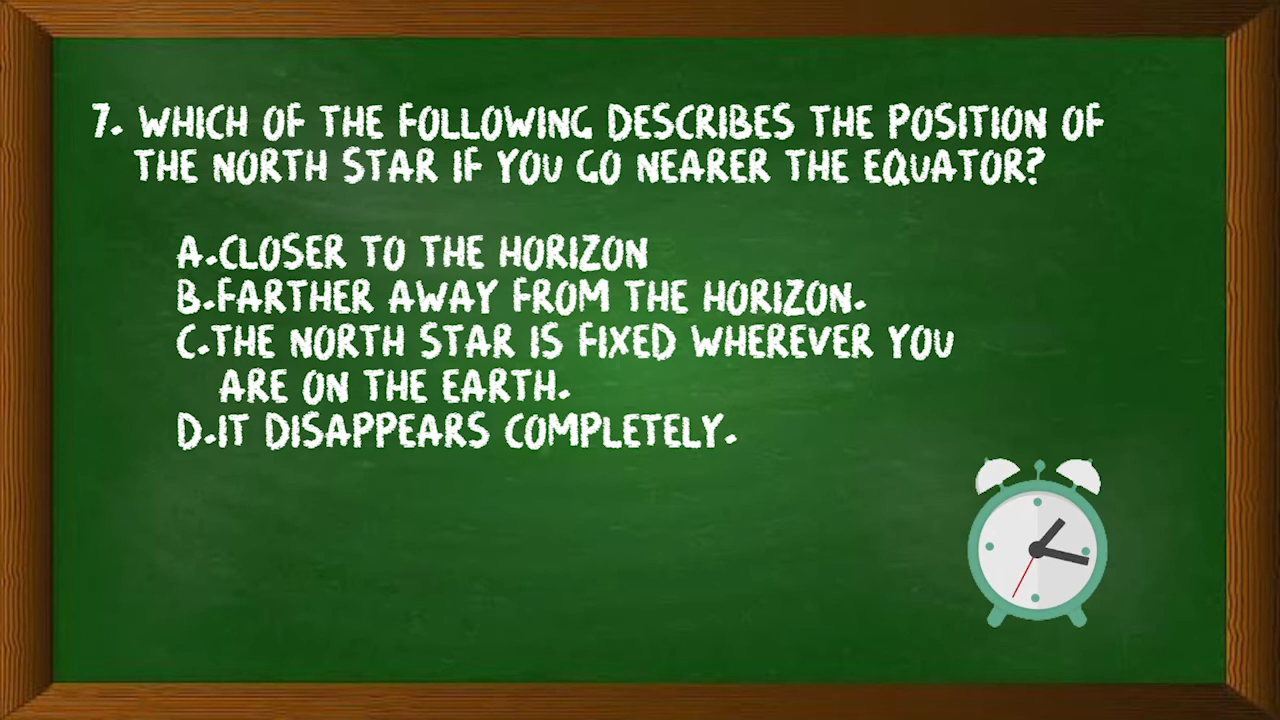 7. WHICH OF THE FOLLOWING DESCRIBES THE POSITION OF
THE NORTH STAR IF YOU GO NEARER THE EQUATOR?
A.CLOSER TO THE HORIZON
B.FARTHER AWAY FROM THE HORIZON.
C.THE NORTH STAR IS FIXED WHEREVER YOU
ARE ON THE EARTH.
D.IT DISAPPEARS COMPLETELY.